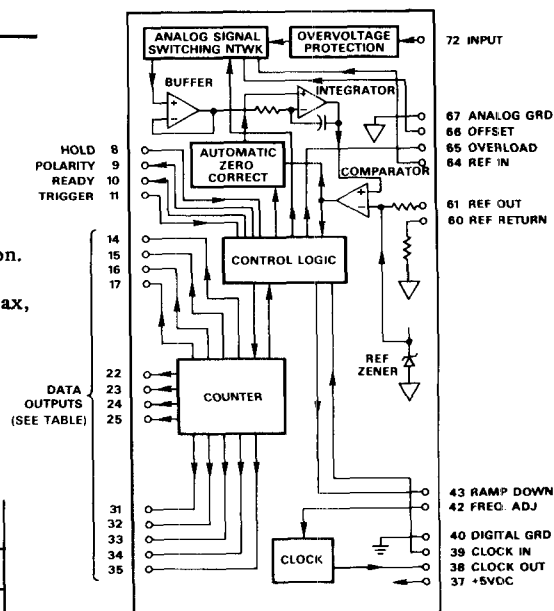 ANALOG SIGNAL
SWITCHING NTWK
OVERVOLTAGE
PROTECTION
72 INPUT
BUFFER
INTEGRATOR
67 ANALOG GRD
66 OFFSET
65 OVERLOAD
64 REF IN
HOLD 8
POLARITY 9
READY 10
TRIGGER 11
AUTOMATIC
ZERO
CORRECT
COMPARATOR
61 REF OUT
60 REF RETURN
on.
ax,
14
15
16
17
CONTROL LOGIC
REF
ZENER
22
23
24
25
DATA
OUTPUTS
(SEE TABLE)
COUNTER
31
32
33
34
35
43 RAMP DOWN
42 FREQ. ADJ
40 DIGITAL GRD
39 CLOCK IN
38 CLOCK OUT
37 +5VDC
CLOCK